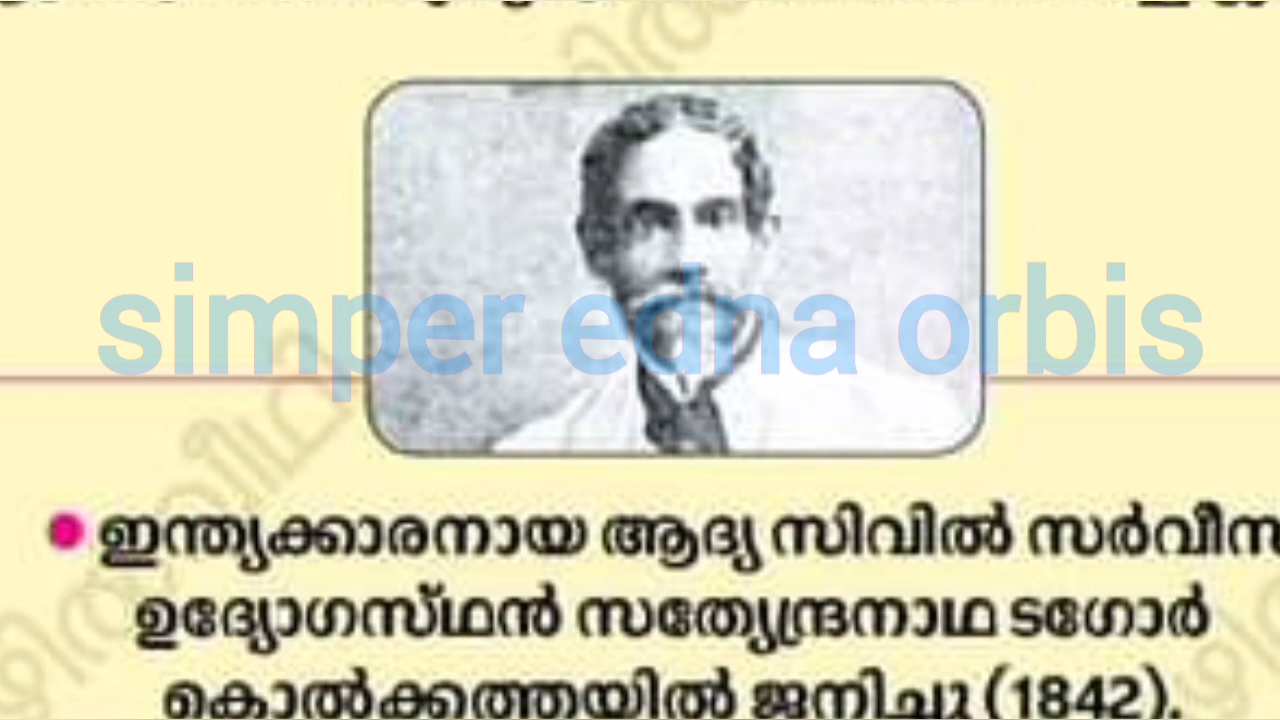 simper edna orbis
ഇന്ത്യക്കാരനായ ആദ്യ സിവിൽ സർവീസ
ഉദ്യോഗസ്ഥൻ സത്യേന്ദ്രനാഥ ടഗോർ
കൊൽക്കത്തയിൽ ജനിച്ചു (1842).